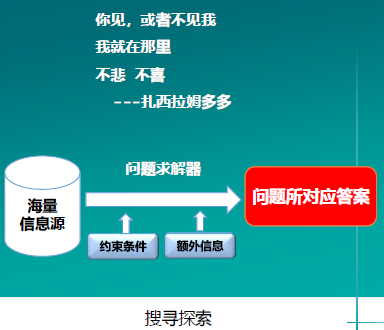 你见，或者不见我
我就在那里
不悲 不喜
---扎西拉姆多多
问题求解器
海量
信息源
问题所对应答案
约束条件
额外信息
搜寻探索